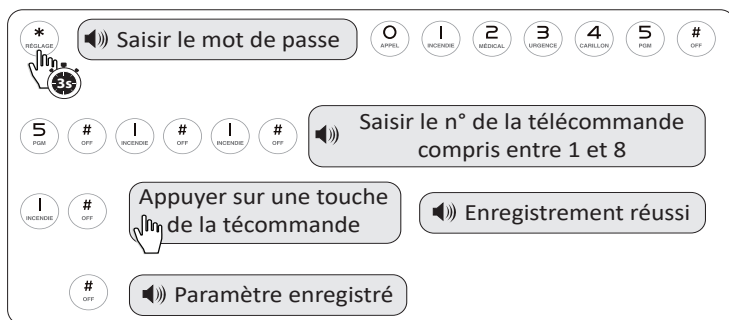 * RÉGLAGE 3s Saisir le mot de passe 0 APPEL 1 INCENDIE 2 MÉDICAL 3 URGENCE 4 CARILLON 5 PGM # OFF
5 PGM # OFF 1 INCENDIE # OFF 1 INCENDIE # OFF Saisir le n° de la télécommande
compris entre 1 et 8
1 INCENDIE # OFF Appuyer sur une touche
de la técommande Enregistrement réussi
# OFF Paramètre enregistré